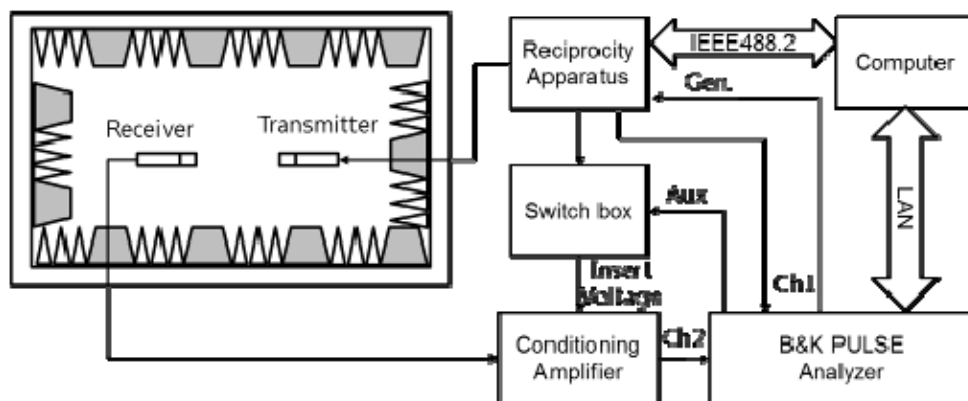 Receiver
Transmitter
Reciprocity
Apparatus
IEEE488.2
Computer
Gen.
Switch box
Aux
LAN
Insert
Voltage
Ch1
Ch2
Conditioning
Amplifier
B&K PULSE
Analyzer